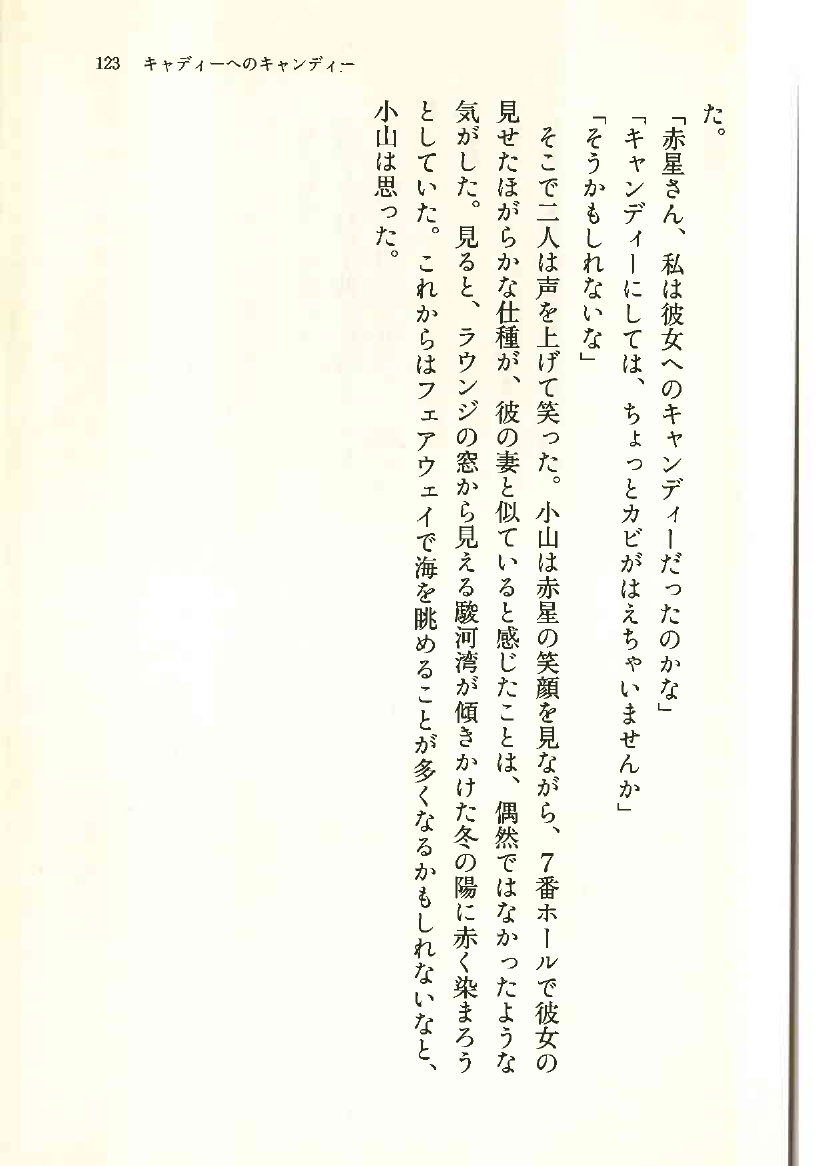 123　キャディーへのキャンディー
た。
「赤星さん、私は彼女へのキャンディーだったのかな」
「キャンディーにしては、ちょっとカビがはえちゃいませんか」
「そうかもしれないな」
　そこで二人は声を上げて笑った。小山は赤星の笑顔を見ながら、７番ホールで彼女の
見せたほがらかな仕種が、彼の妻と似ていると感じたことは、偶然ではなかったような
気がした。見ると、ラウンジの窓から見える駿河湾が傾きかけた冬の陽に赤く染まろう
としていた。これからはフェアウェイで海を眺めることが多くなるかもしれないなと、
小山は思った。